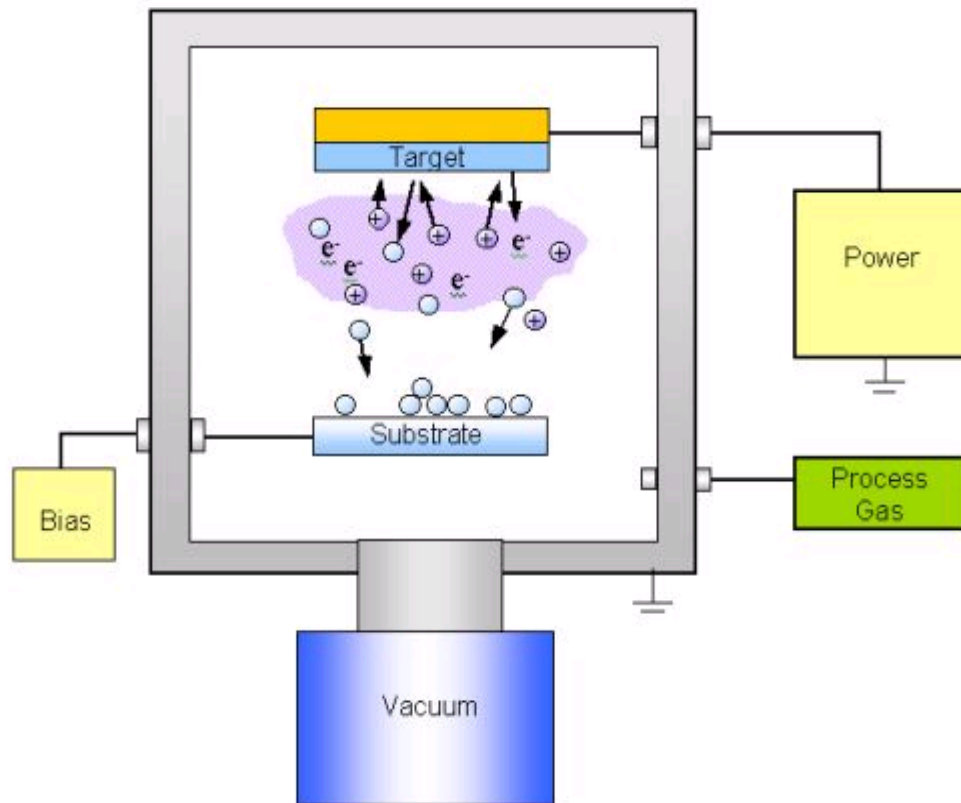 Target
e-
e-
e-
e-
Power
Substrate
Process
Gas
Bias
Vacuum